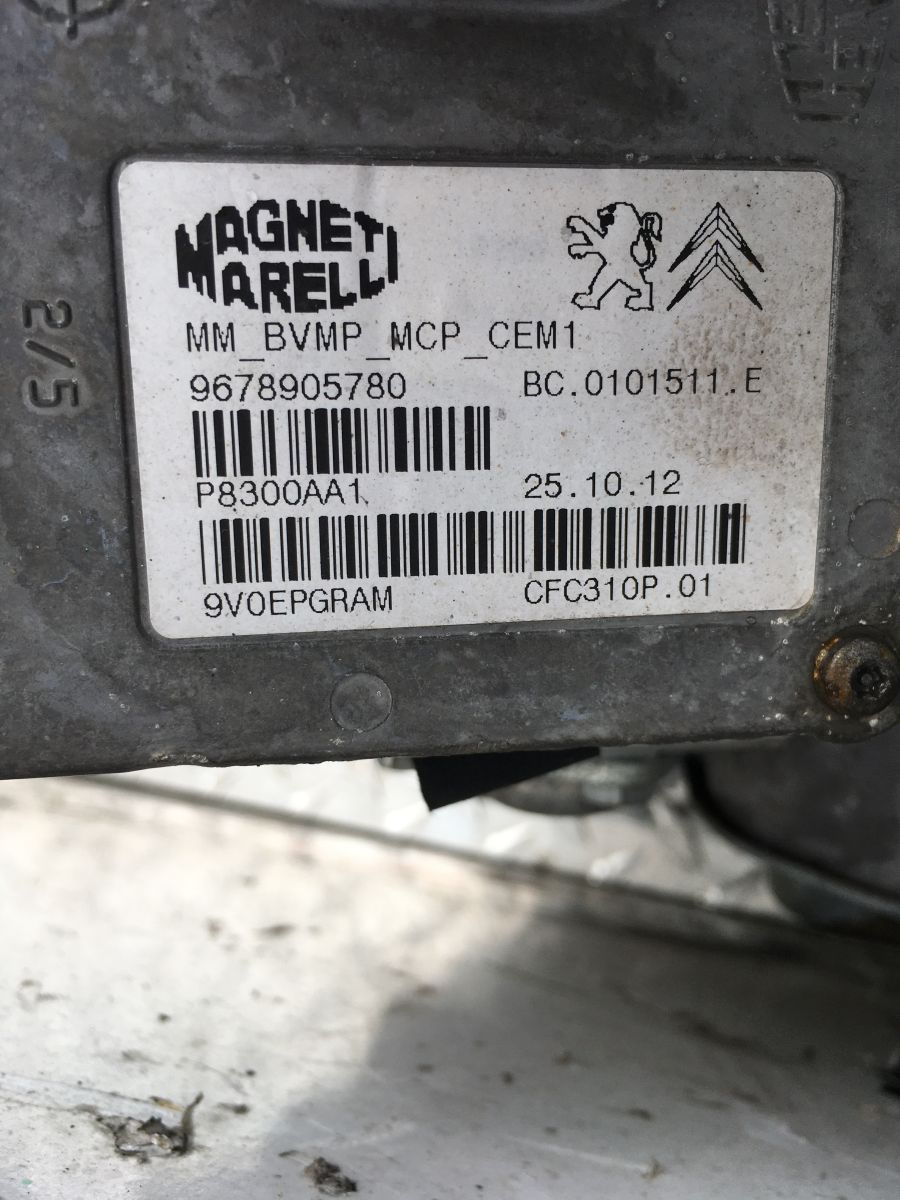 MAGNETI
MARELLI
MM_BVMP_MCP_CEM1
9678905780 BC.0101511.E
P8300AA1 25.10.12
9V0EPGRAM CFC310P.01
2/5